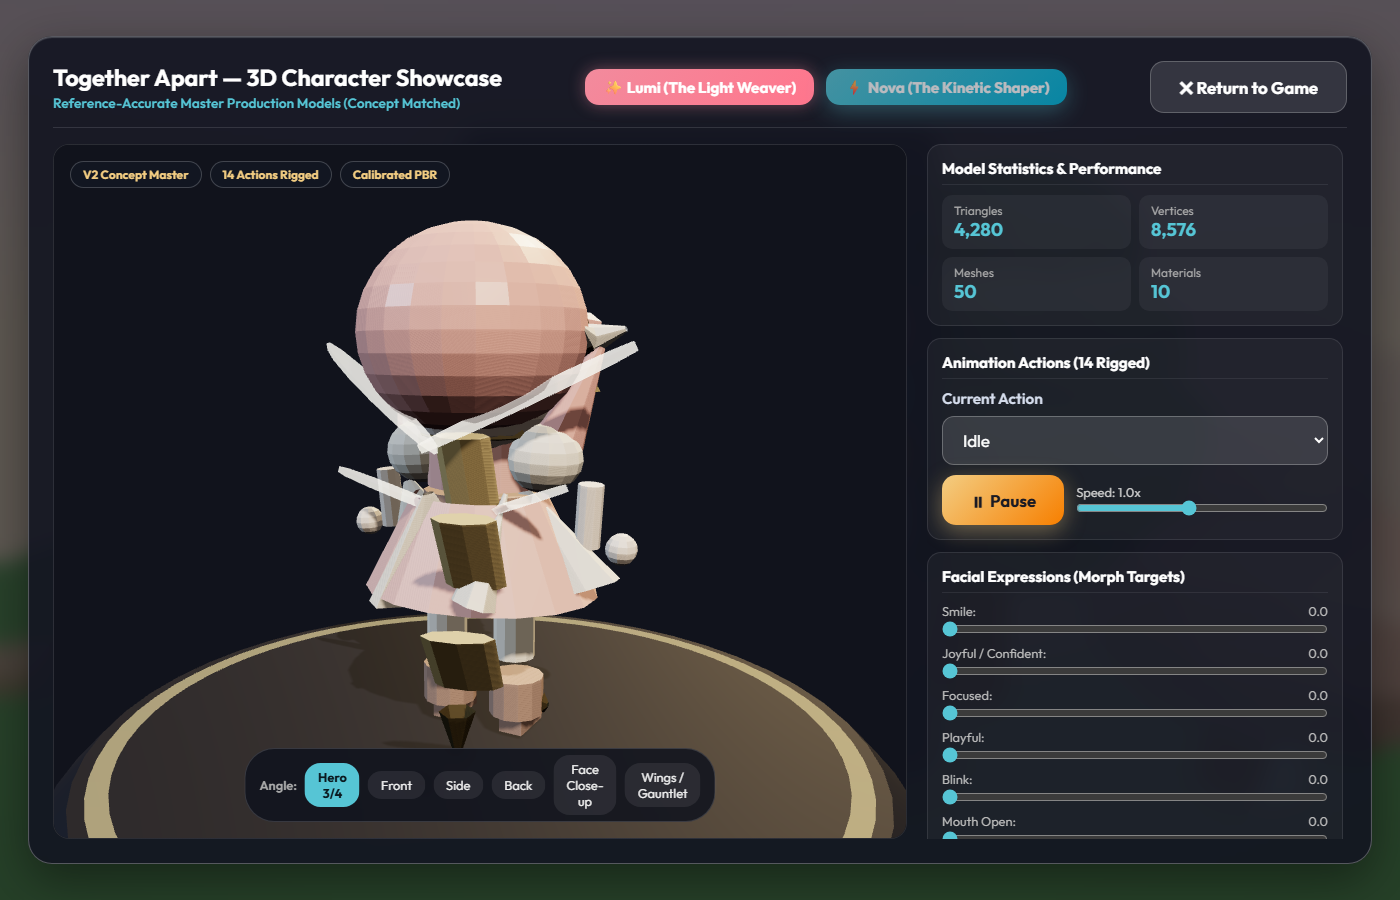 Together Apart — 3D Character Showcase
Reference-Accurate Master Production Models (Concept Matched)
✨ Lumi (The Light Weaver)
⚡ Nova (The Kinetic Shaper)
❌ Return to Game
V2 Concept Master
14 Actions Rigged
Calibrated PBR
Angle:
Hero
3/4
Front
Side
Back
Face
Close-
up
Wings /
Gauntlet
Model Statistics & Performance
Triangles
4,280
Vertices
8,576
Meshes
50
Materials
10
Animation Actions (14 Rigged)
Current Action
Idle
⏸ Pause
Speed: 1.0x
Facial Expressions (Morph Targets)
Smile: 0.0
Joyful / Confident: 0.0
Focused: 0.0
Playful: 0.0
Blink: 0.0
Mouth Open: 0.0